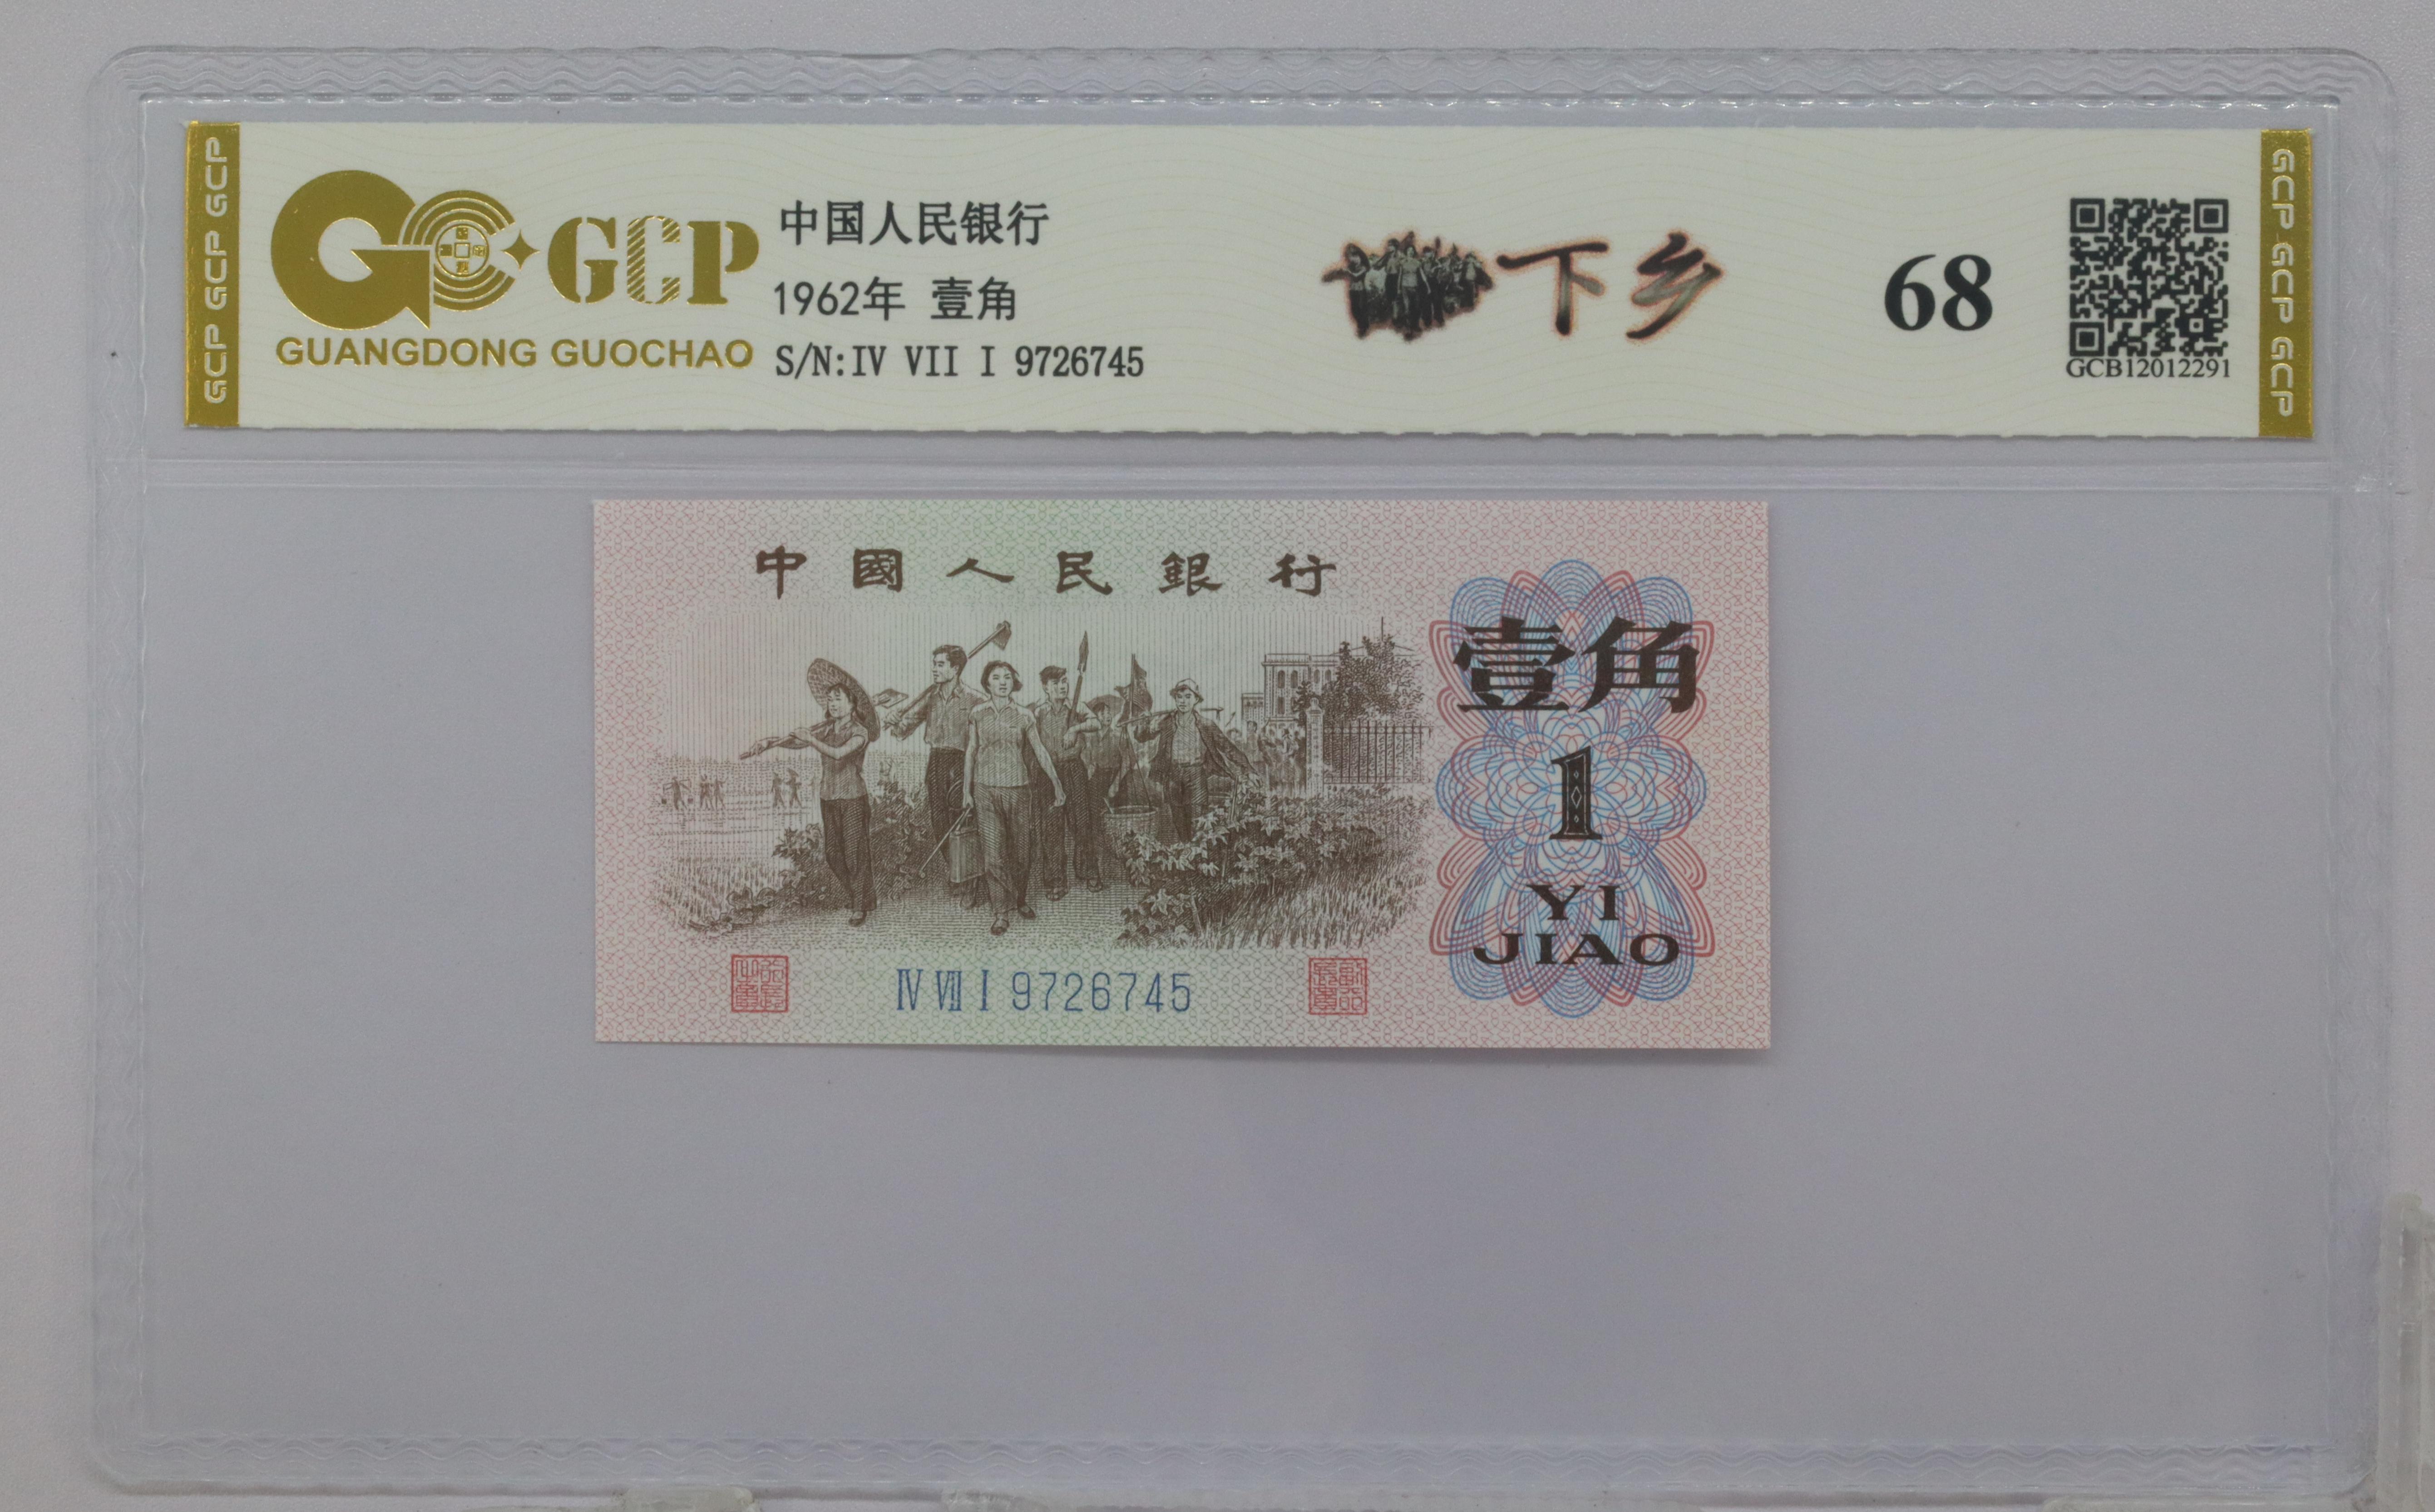 GCP GCP GCP
GCP
GUANGDONG GUOCHAO
中国人民银行
1962年 壹角
S/N:IV VII I 9726745
下乡
68
GCB12012291
GCP GCP GCP
中國人民銀行
壹角
1
YI
JIAO
Ⅳ Ⅶ Ⅰ 9726745